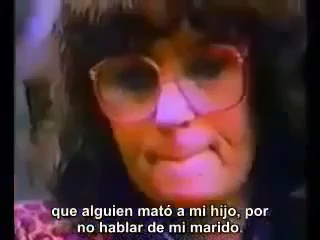 que alguien mató a mi hijo, por
no hablar de mi marido.